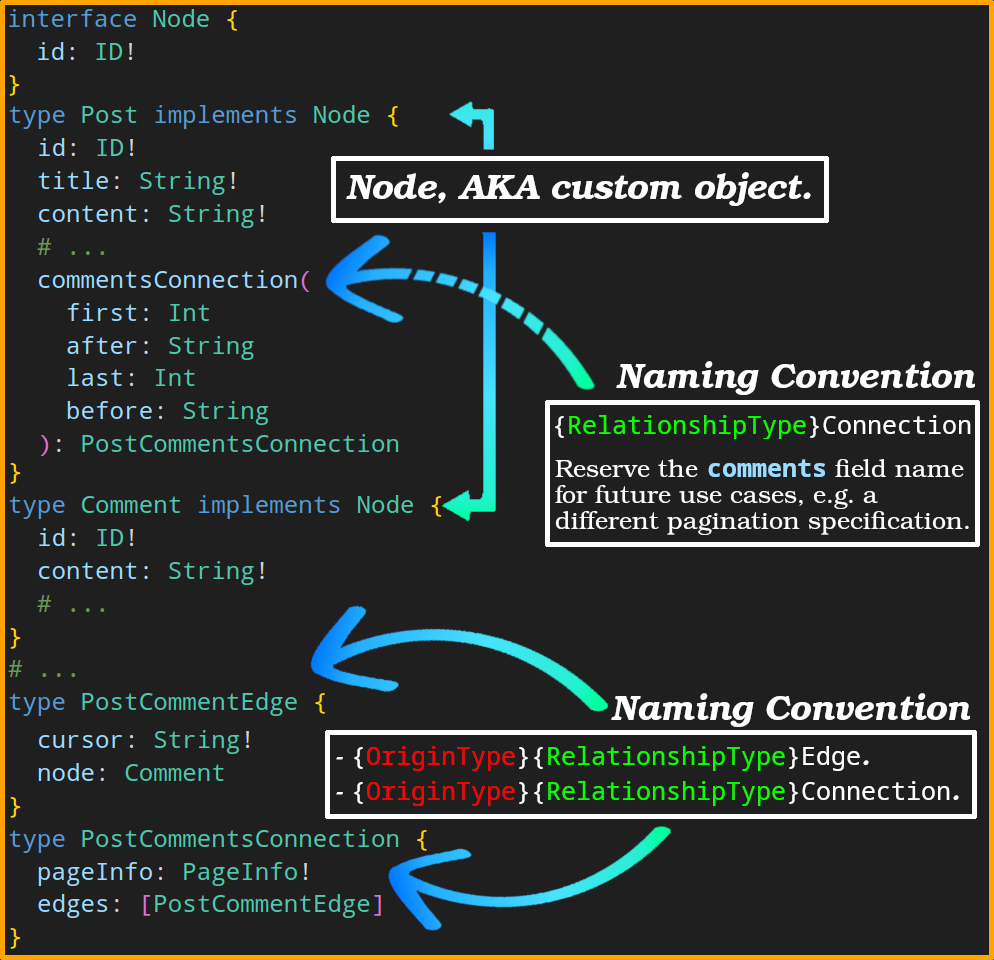 interface Node {
  id: ID!
}
type Post implements Node {
  id: ID!
  title: String!
  content: String!
  # ...
  commentsConnection(
    first: Int
    after: String
    last: Int
    before: String
  ): PostCommentsConnection
}
type Comment implements Node {
  id: ID!
  content: String!
  # ...
}
# ...
type PostCommentEdge {
  cursor: String!
  node: Comment
}
type PostCommentsConnection {
  pageInfo: PageInfo!
  edges: [PostCommentEdge]
}
Node, AKA custom object.
Naming Convention
{RelationshipType}Connection
Reserve the comments field name
for future use cases, e.g. a
different pagination specification.
Naming Convention
- {OriginType}{RelationshipType}Edge.
- {OriginType}{RelationshipType}Connection.